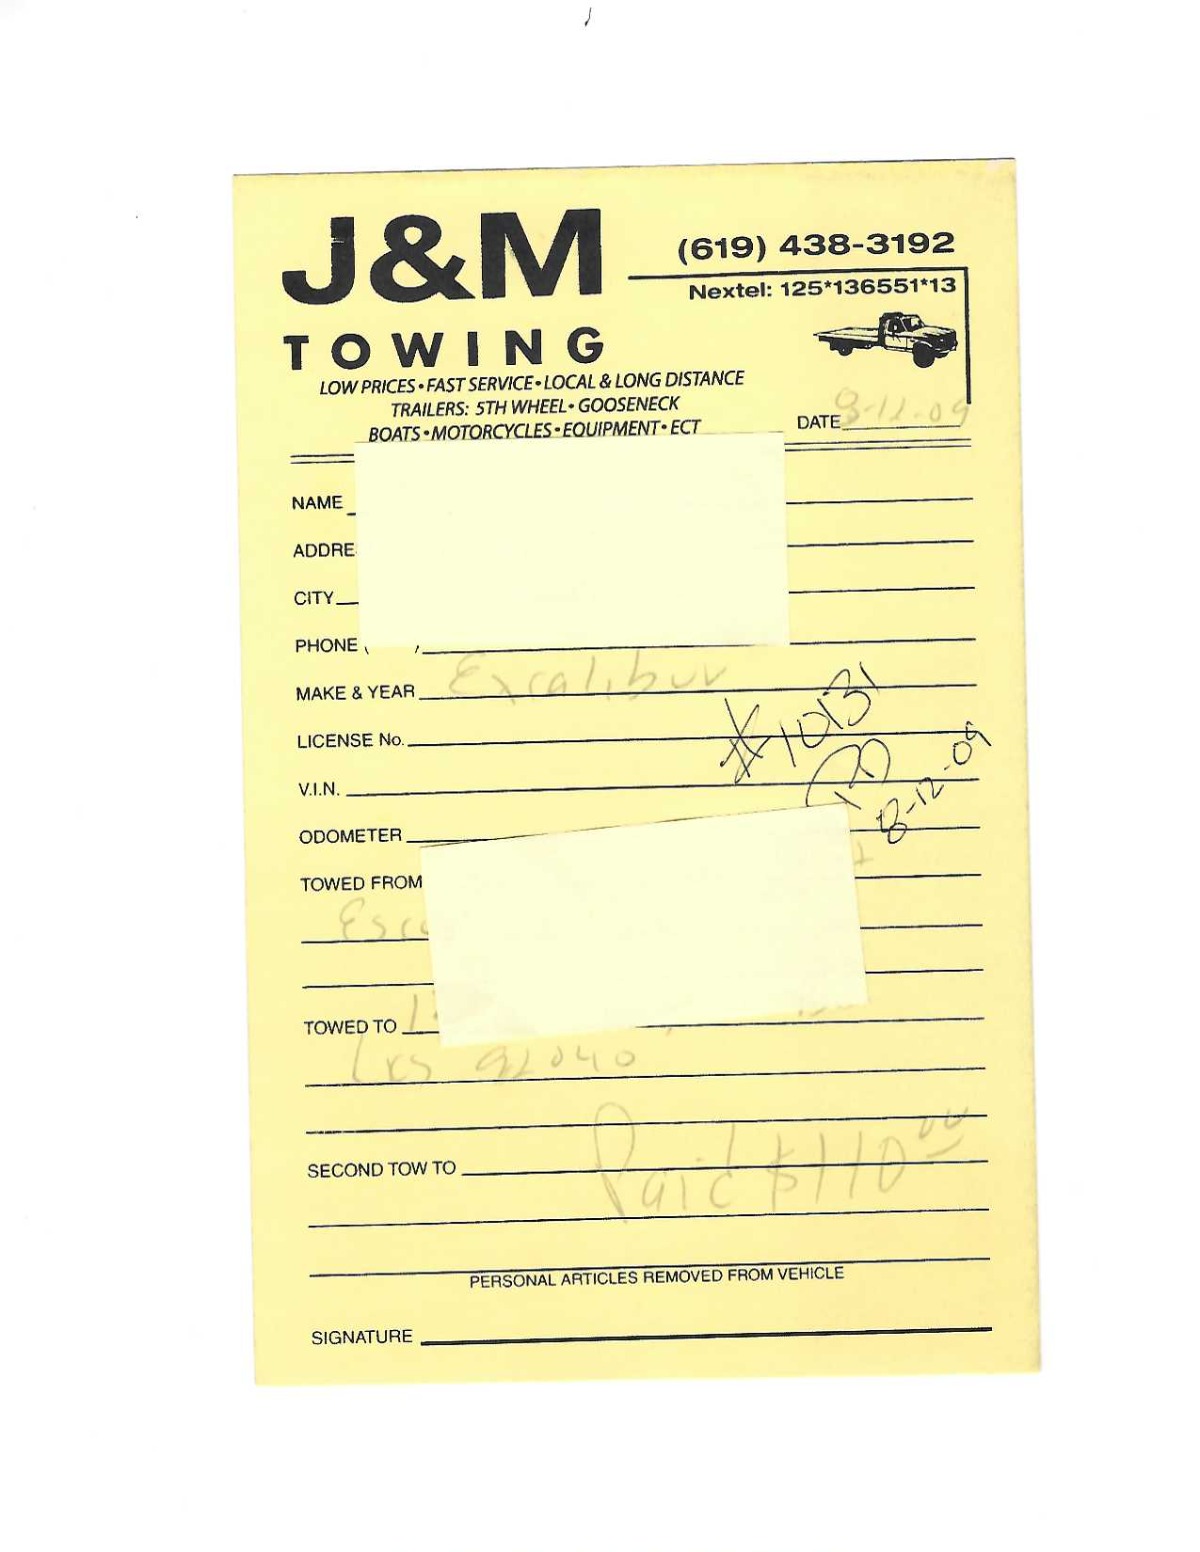 J&M
TOWING
(619) 438-3192
Nextel: 125*136551*13
LOW PRICES • FAST SERVICE • LOCAL & LONG DISTANCE
TRAILERS: 5TH WHEEL • GOOSENECK
BOATS • MOTORCYCLES • EQUIPMENT • ECT
DATE 8-12-09
NAME
ADDRE
CITY
PHONE (   )
MAKE & YEAR Excalibur
LICENSE No.
#10131
V.I.N.
8-12-09
ODOMETER
TOWED FROM
Esco
TOWED TO
Lks 92040
Paid $110.00
SECOND TOW TO
PERSONAL ARTICLES REMOVED FROM VEHICLE
SIGNATURE